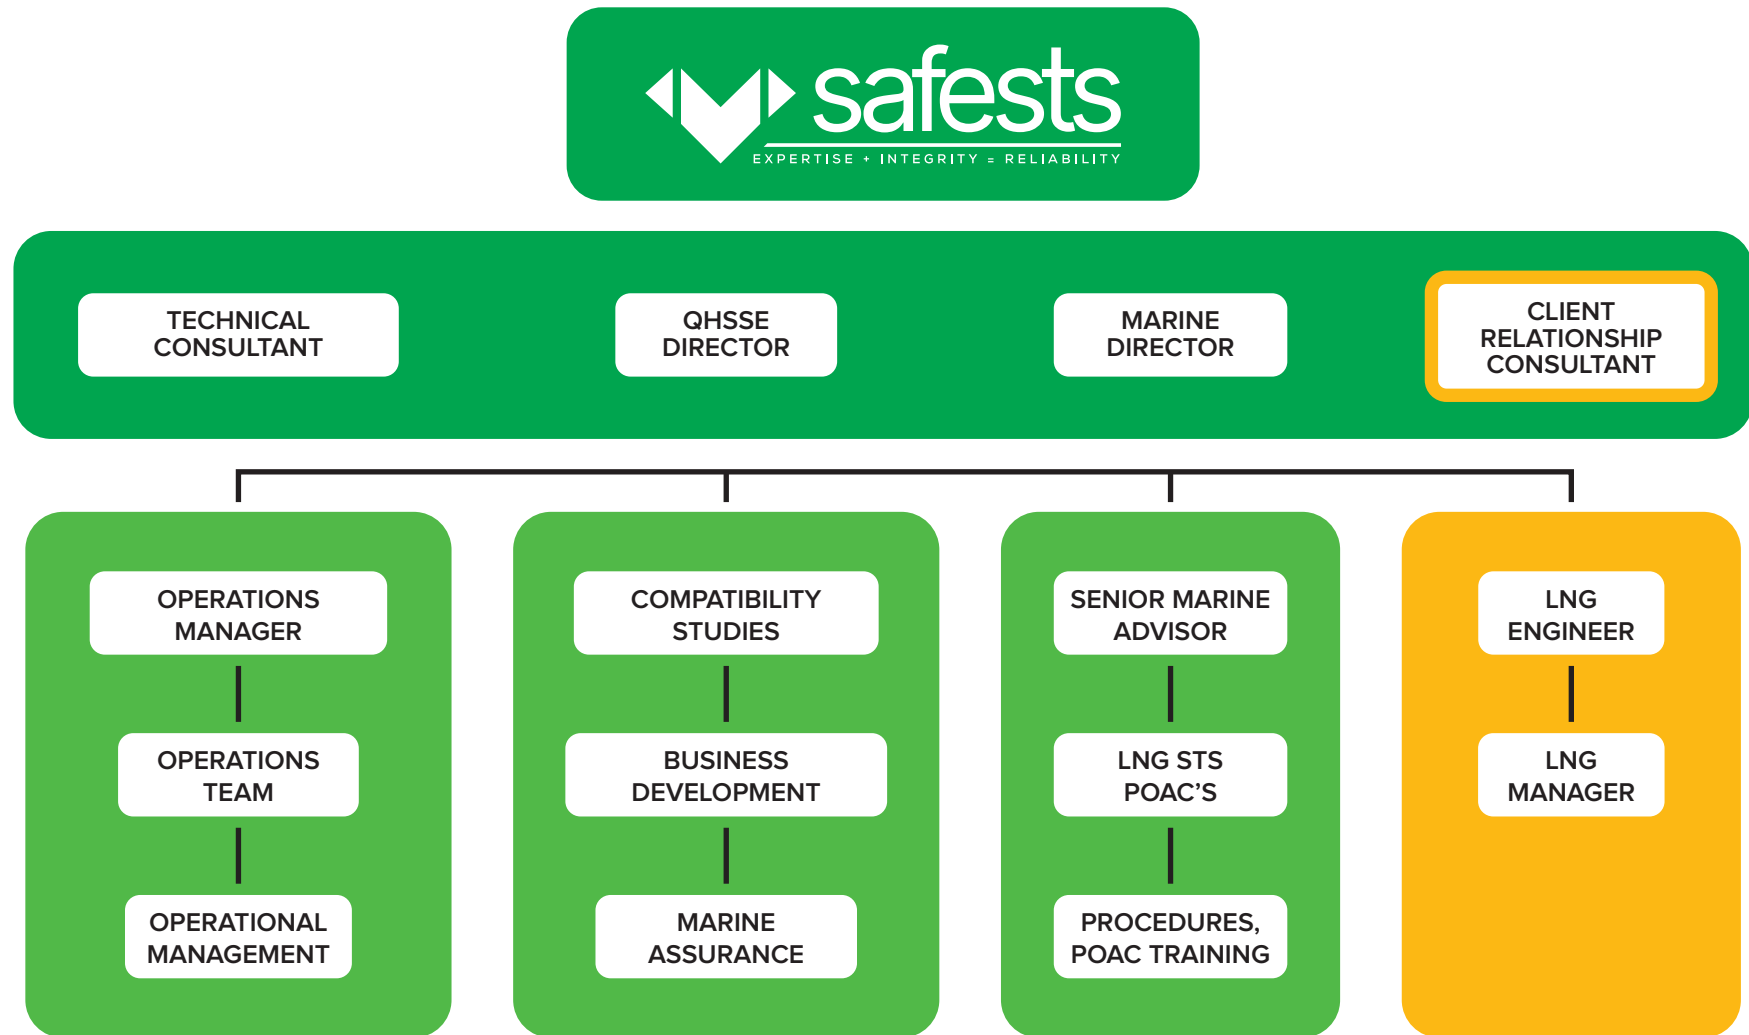 safests
EXPERTISE + INTEGRITY = RELIABILITY
TECHNICAL
CONSULTANT
QHSSE
DIRECTOR
MARINE
DIRECTOR
CLIENT
RELATIONSHIP
CONSULTANT
OPERATIONS
MANAGER
OPERATIONS
TEAM
OPERATIONAL
MANAGEMENT
COMPATIBILITY
STUDIES
BUSINESS
DEVELOPMENT
MARINE
ASSURANCE
SENIOR MARINE
ADVISOR
LNG STS
POAC’S
PROCEDURES,
POAC TRAINING
LNG
ENGINEER
LNG
MANAGER